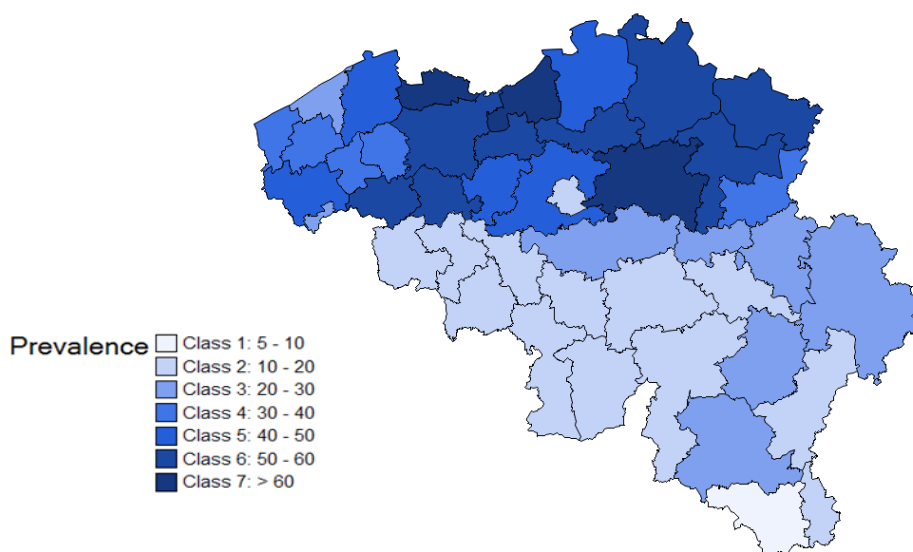 Prevalence
Class 1: 5 - 10
Class 2: 10 - 20
Class 3: 20 - 30
Class 4: 30 - 40
Class 5: 40 - 50
Class 6: 50 - 60
Class 7: > 60